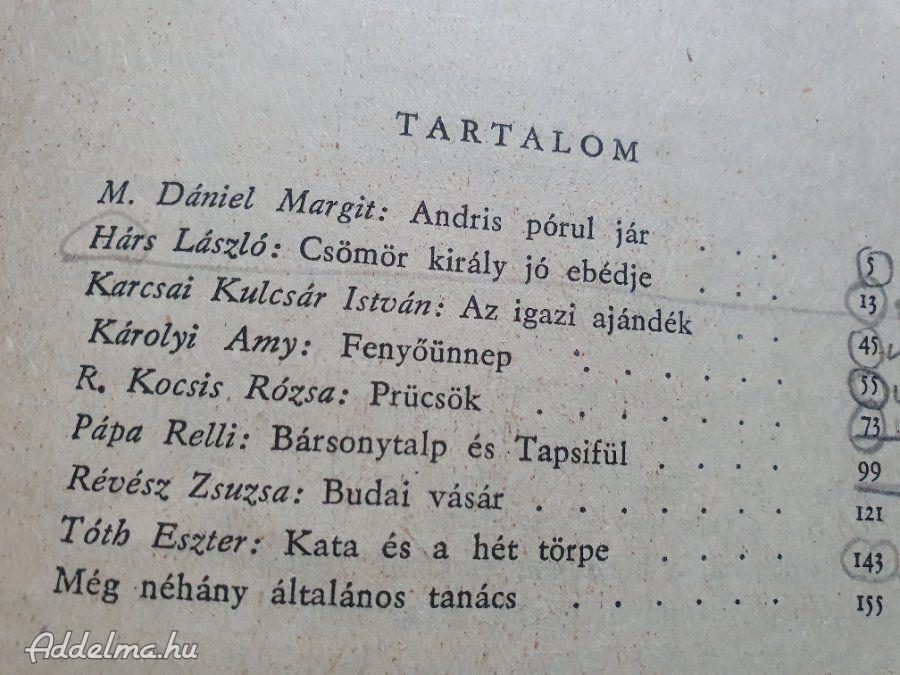 TARTALOM
M. Dániel Margit: Andris pórul jár . . . 5
Hárs László: Csömör király jó ebédje . . . 13
Karcsai Kulcsár István: Az igazi ajándék . . 45
Károlyi Amy: Fenyőünnep . . . . . . 55
R. Kocsis Rózsa: Prücsök . . . . . . . 73
Pápa Relli: Bársonytalp és Tapsifül . . . . . 99
Révész Zsuzsa: Budai vásár . . . . . . . 121
Tóth Eszter: Kata és a hét törpe . . . . . 143
Még néhány általános tanács . . . . . . 155
Addelma.hu